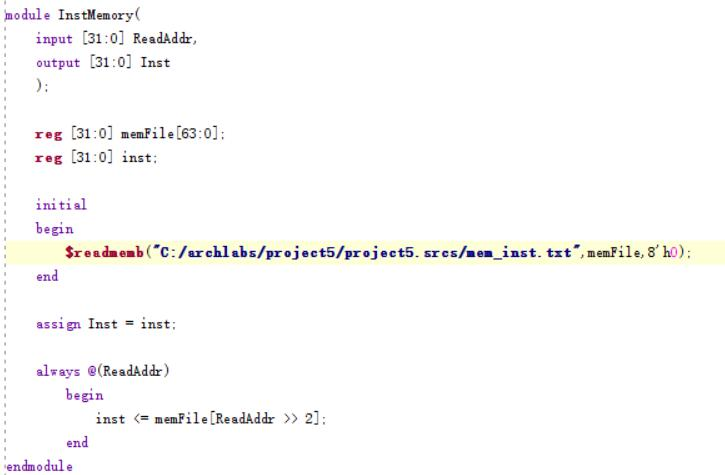 module InstMemory(
input [31:0] ReadAddr,
output [31:0] Inst
);
reg [31:0] memFile[63:0];
reg [31:0] inst;
initial
begin
$readmemb("C:/archlabs/project5/project5.srcs/mem_inst.txt",memFile,8'h0);
end
assign Inst = inst;
always @(ReadAddr)
begin
inst <= memFile[ReadAddr >> 2];
end
endmodule